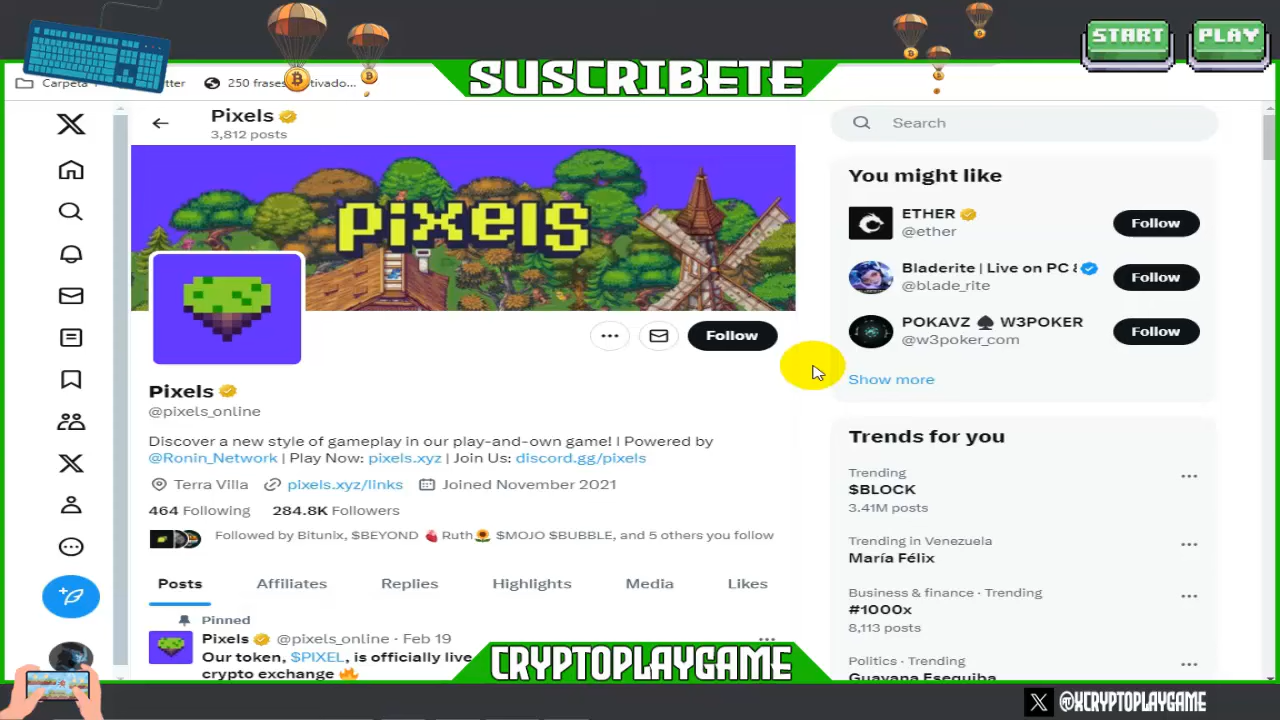 START
PLAY
SUSCRIBETE
250 frases
Pixels
3,812 posts
Search
pixels
You might like
ETHER
@ether
Follow
Bladerite | Live on PC
@blade_rite
Follow
POKAVZ ♠ W3POKER
@w3poker_com
Follow
Show more
Follow
Pixels
@pixels_online
Discover a new style of gameplay in our play-and-own game! | Powered by
@Ronin_Network | Play Now: pixels.xyz | Join Us: discord.gg/pixels
Terra Villa pixels.xyz/links Joined November 2021
464 Following 284.8K Followers
Followed by Bitunix, $BEYOND 🫀Ruth🌻 $MOJO $BUBBLE, and 5 others you follow
Posts Affiliates Replies Highlights Media Likes
Pinned
Pixels @pixels_online · Feb 19
Our token, $PIXEL, is officially live
crypto exchange 🔥
Trends for you
Trending
$BLOCK
3.41M posts
Trending in Venezuela
María Félix
Business & finance · Trending
#1000x
8,113 posts
Politics · Trending
Guayana Esequiba
CRYPTOPLAYGAME
@XCRYPTOPLAYGAME